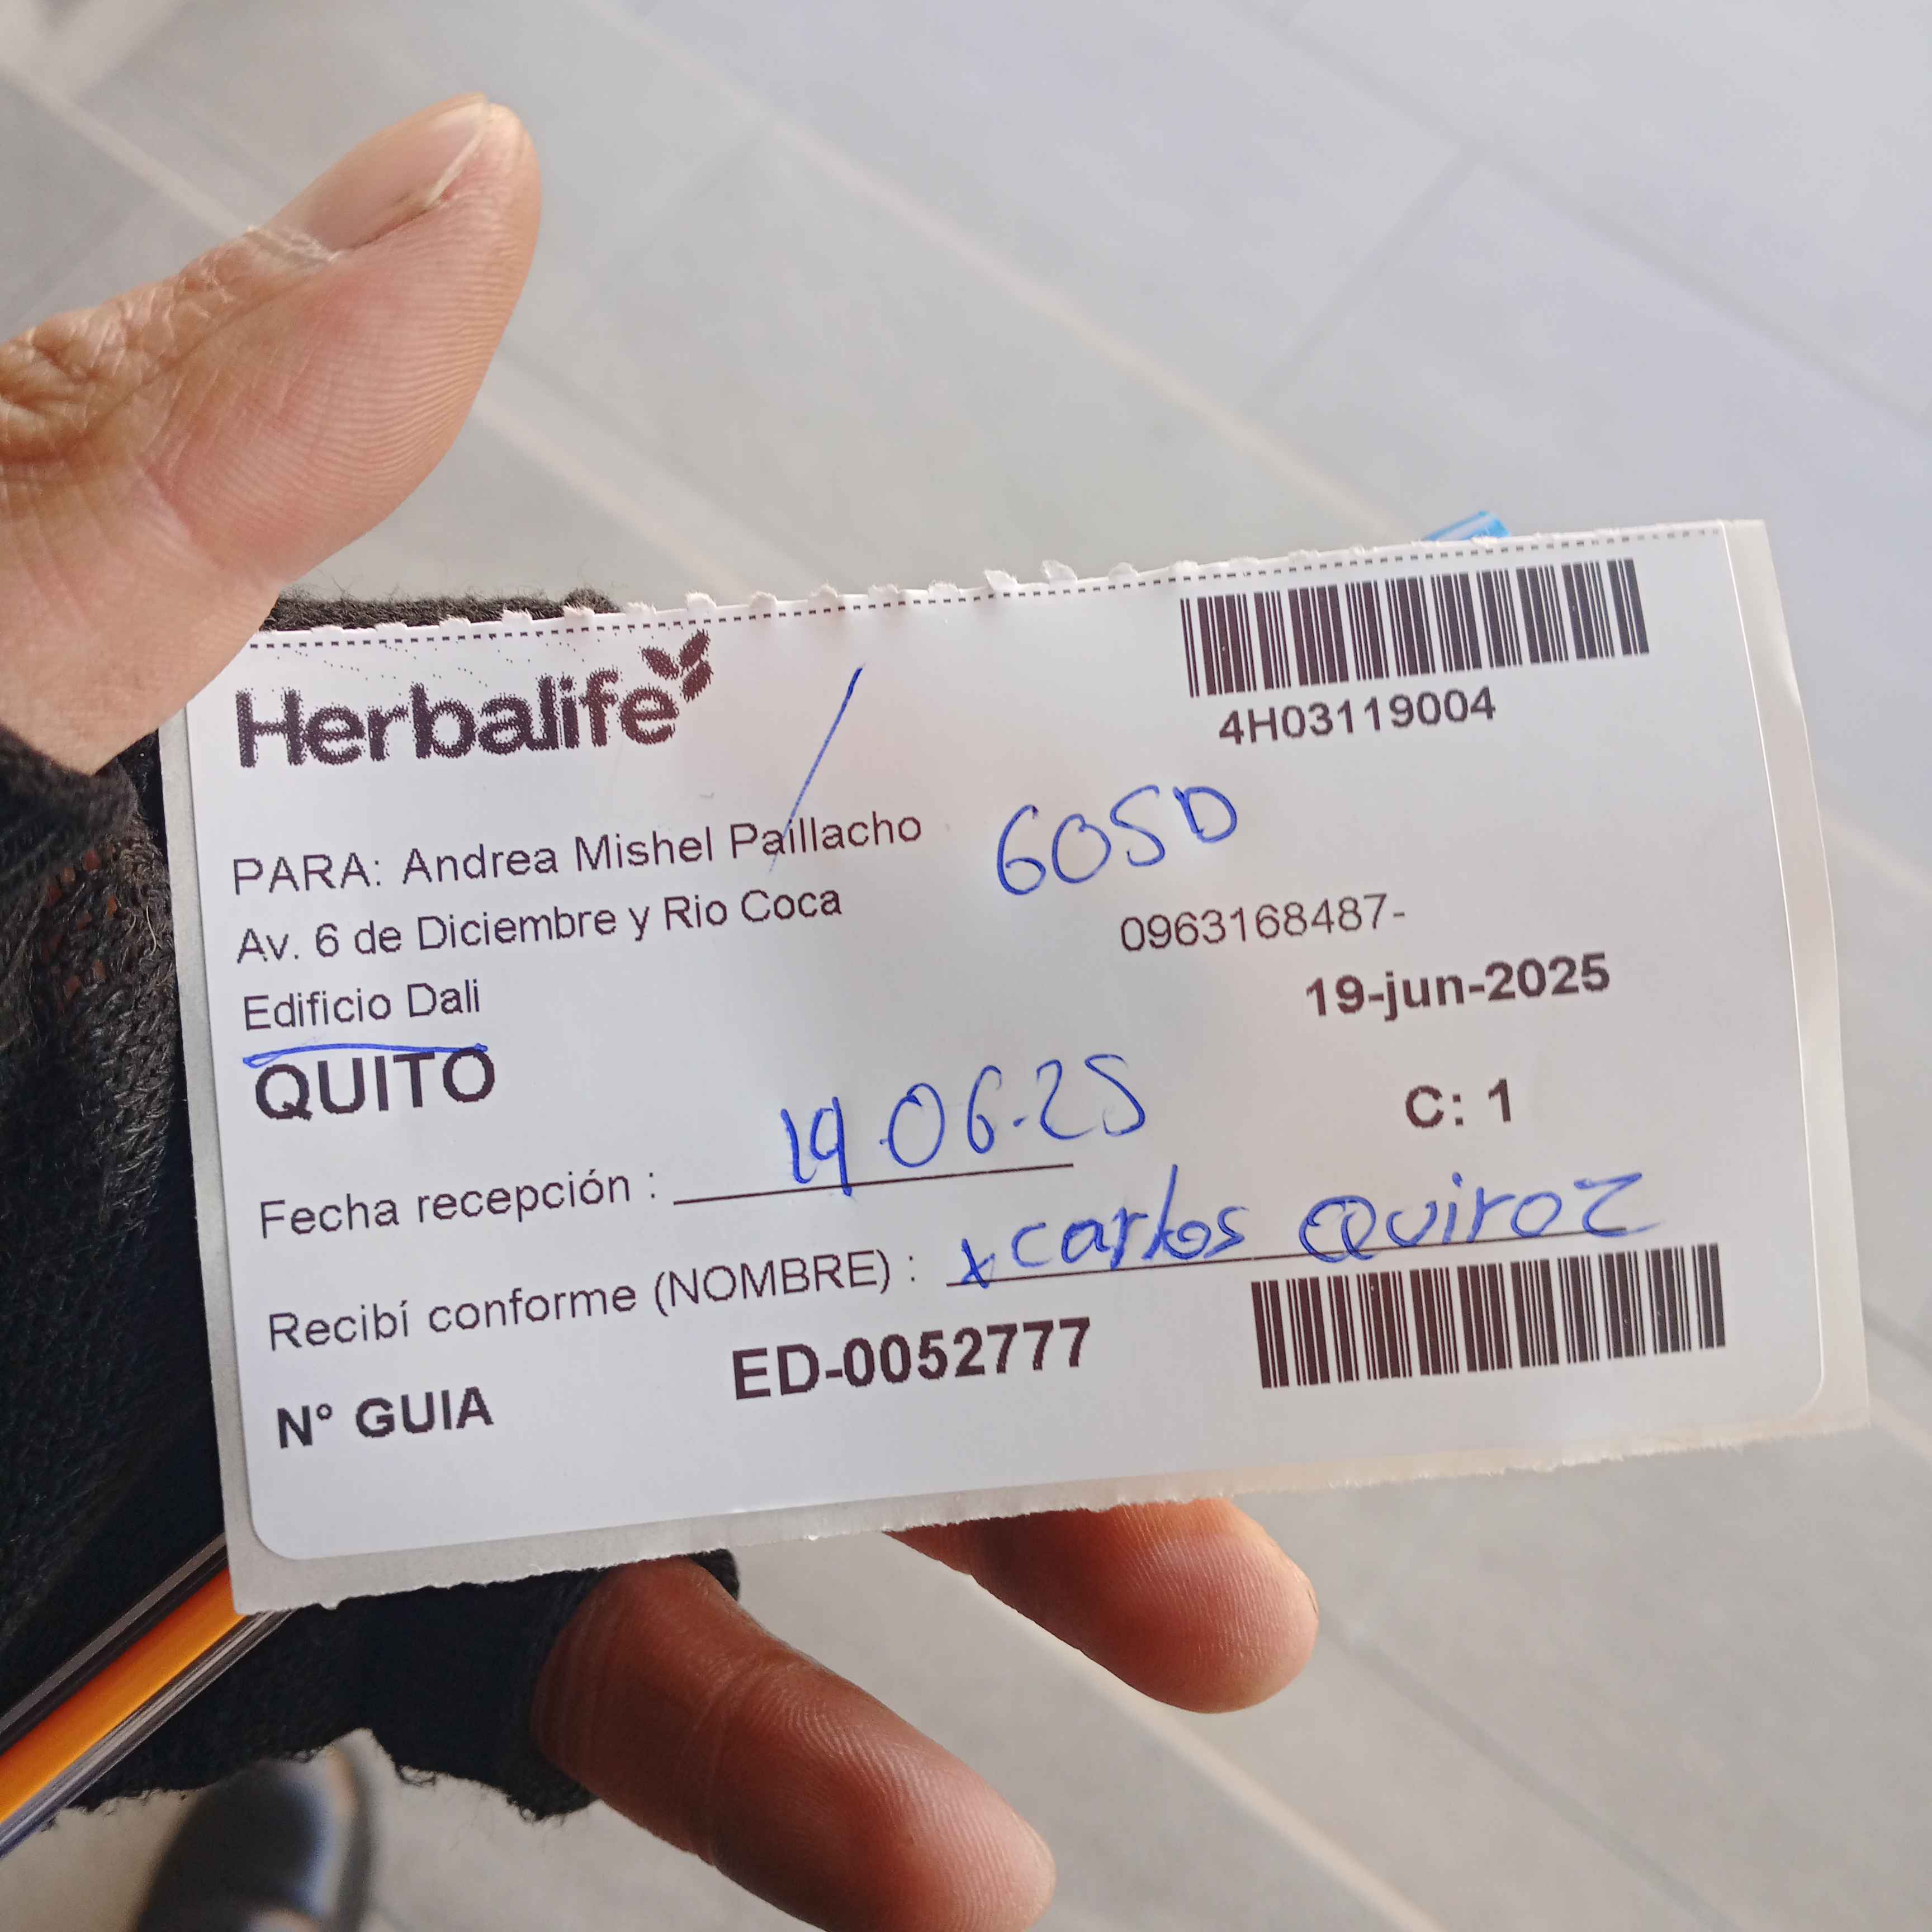 Herbalife
4H03119004
PARA: Andrea Mishel Paillacho
Av. 6 de Diciembre y Rio Coca
Edificio Dali
QUITO
0963168487-
19-jun-2025
C: 1
Fecha recepción : 19.06.25
Recibí conforme (NOMBRE) : x Carlos Quiroz
N° GUIA ED-0052777